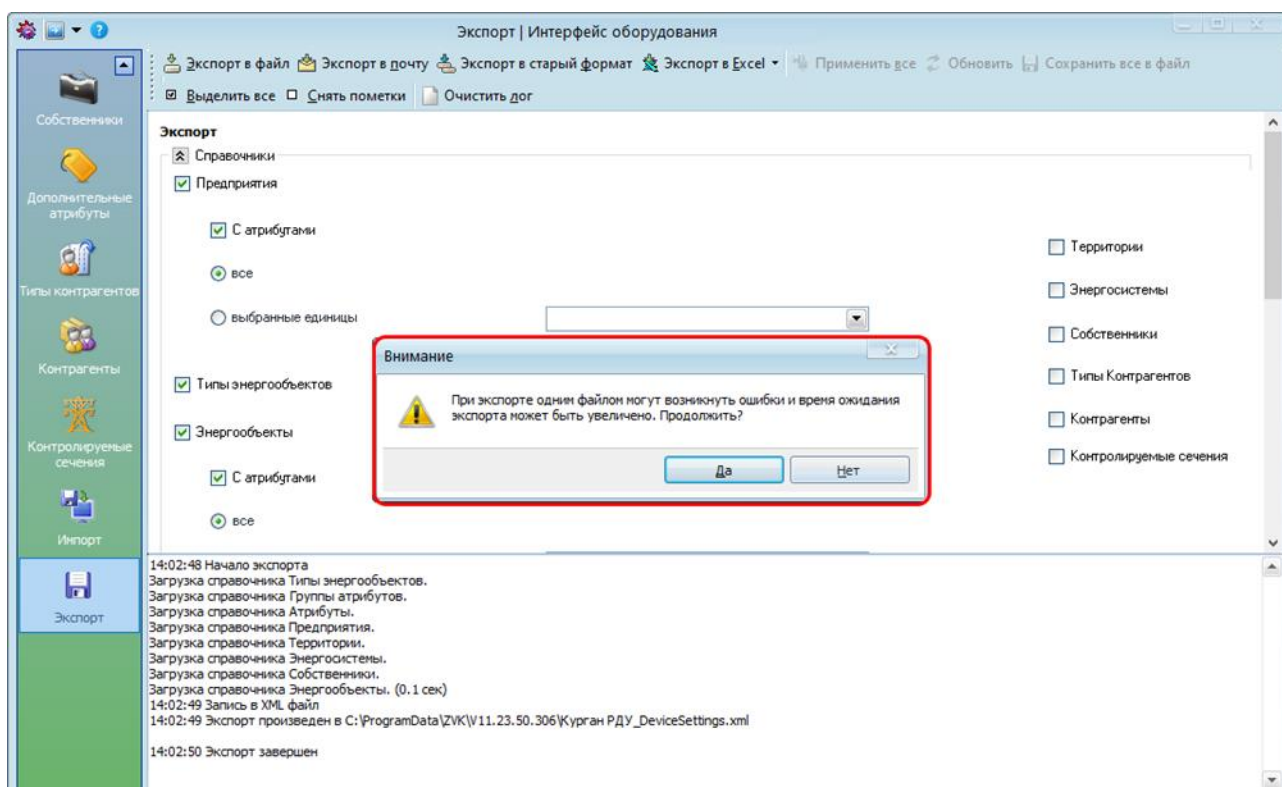 Экспорт | Интерфейс оборудования
Экспорт в файл Экспорт в почту Экспорт в старый формат Экспорт в Excel Применить все Обновить Сохранить все в файл
Выделить все Снять пометки Очистить лог
Собственники
Дополнительные
атрибуты
Типы контрагентов
Контрагенты
Контролируемые
сечения
Импорт
Экспорт
Экспорт
Справочники
Предприятия
С атрибутами
все
выбранные единицы
Типы энергообъектов
Энергообъекты
С атрибутами
все
Территории
Энергосистемы
Собственники
Типы Контрагентов
Контрагенты
Контролируемые сечения
Внимание
При экспорте одним файлом могут возникнуть ошибки и время ожидания
экспорта может быть увеличено. Продолжить?
Да Нет
14:02:48 Начало экспорта
Загрузка справочника Типы энергообъектов.
Загрузка справочника Группы атрибутов.
Загрузка справочника Атрибуты.
Загрузка справочника Предприятия.
Загрузка справочника Территории.
Загрузка справочника Энергосистемы.
Загрузка справочника Собственники.
Загрузка справочника Энергообъекты. (0.1 сек)
14:02:49 Запись в XML файл
14:02:49 Экспорт произведен в C:\ProgramData\ZVK\V11.23.50.306\Курган РДУ_DeviceSettings.xml
14:02:50 Экспорт завершен